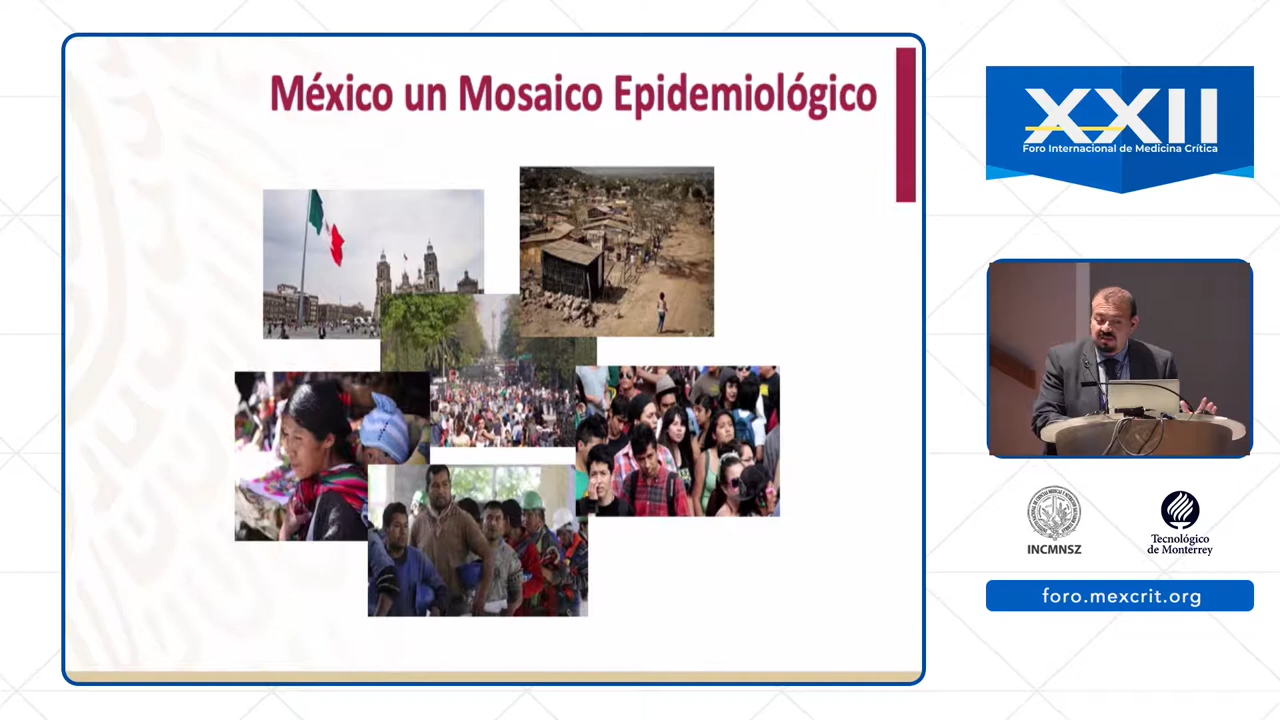 México un Mosaico Epidemiológico
XXII
Foro Internacional de Medicina Crítica
INCMNSZ
Tecnológico
de Monterrey
foro.mexcrit.org